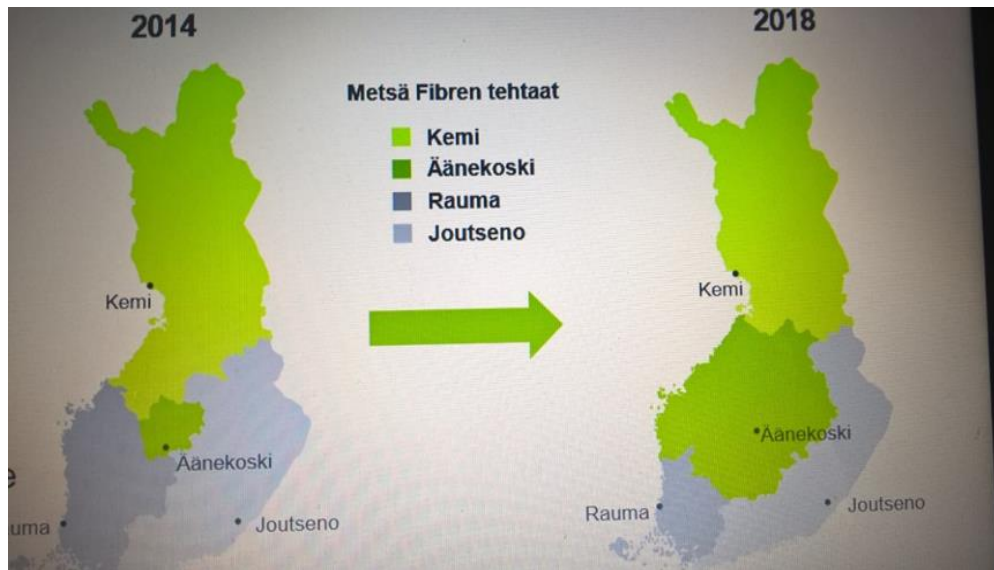 2014
2018
Metsä Fibren tehtaat
Kemi
Äänekoski
Rauma
Joutseno
Kemi
Äänekoski
Joutseno
Kemi
Äänekoski
Rauma
Joutseno